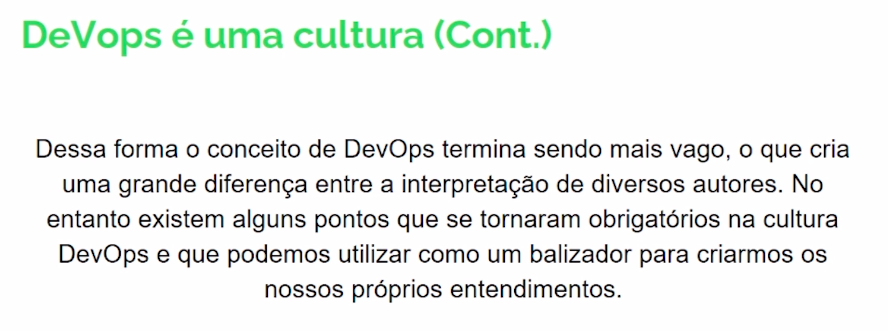 DeVops é uma cultura (Cont.)
Dessa forma o conceito de DevOps termina sendo mais vago, o que cria
uma grande diferença entre a interpretação de diversos autores. No
entanto existem alguns pontos que se tornaram obrigatórios na cultura
DevOps e que podemos utilizar como um balizador para criarmos os
nossos próprios entendimentos.